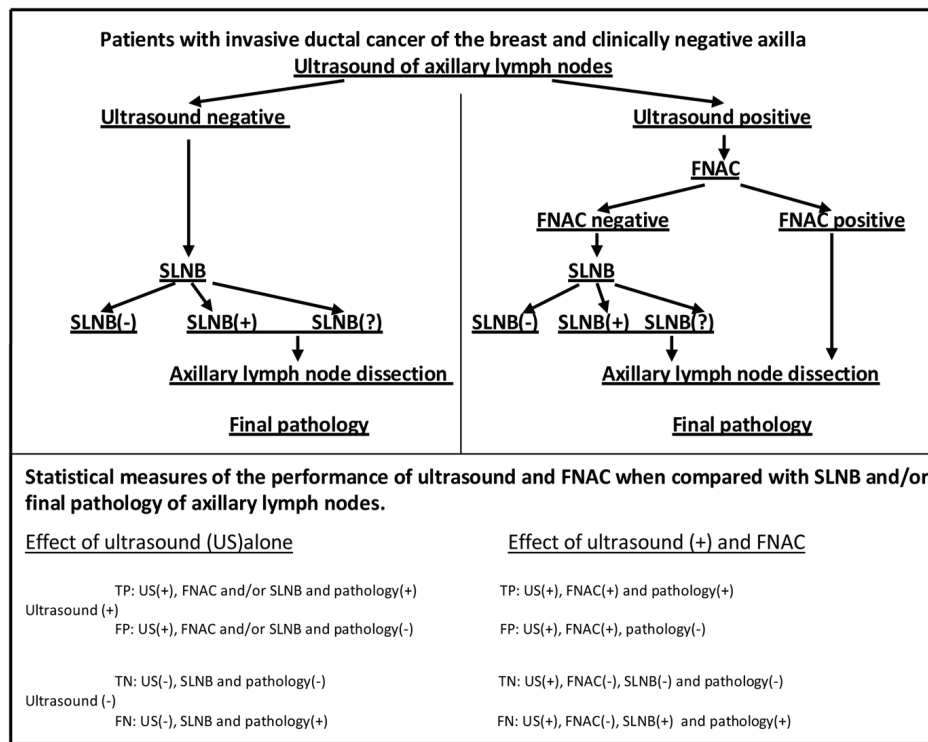 Patients with invasive ductal cancer of the breast and clinically negative axilla
Ultrasound of axillary lymph nodes
Ultrasound negative
Ultrasound positive
FNAC
FNAC negative
FNAC positive
SLNB
SLNB
SLNB(-)
SLNB(+)
SLNB(?)
SLNB(-)
SLNB(+)
SLNB(?)
Axillary lymph node dissection
Axillary lymph node dissection
Final pathology
Final pathology
Statistical measures of the performance of ultrasound and FNAC when compared with SLNB and/or
final pathology of axillary lymph nodes.
Effect of ultrasound (US)alone
Effect of ultrasound (+) and FNAC
TP: US(+), FNAC and/or SLNB and pathology(+)
TP: US(+), FNAC(+) and pathology(+)
Ultrasound (+)
FP: US(+), FNAC and/or SLNB and pathology(-)
FP: US(+), FNAC(+), pathology(-)
TN: US(-), SLNB and pathology(-)
TN: US(+), FNAC(-), SLNB(-) and pathology(-)
Ultrasound (-)
FN: US(-), SLNB and pathology(+)
FN: US(+), FNAC(-), SLNB(+) and pathology(+)